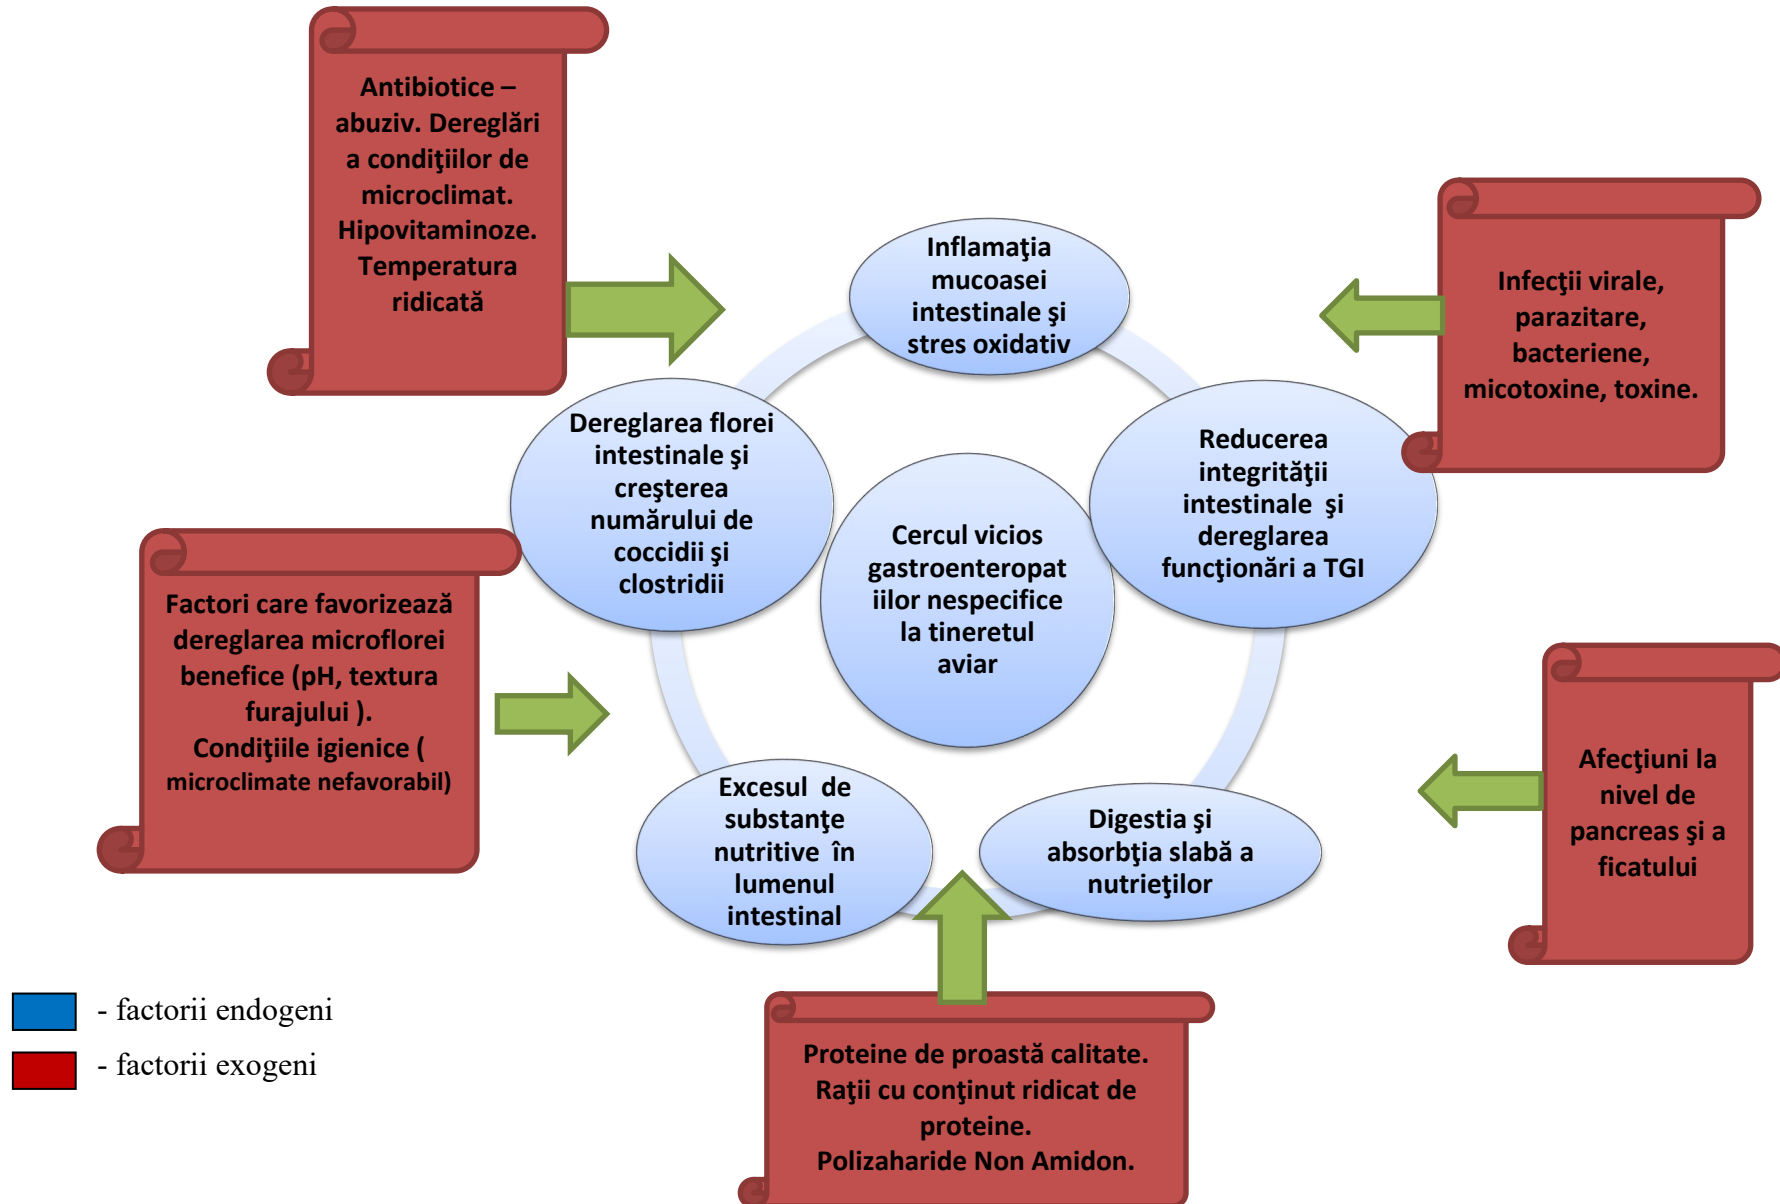 Antibotice –
abuziv. Dereglări
a condiţiilor de
microclimat.
Hipovitaminoze.
Temperatura
ridicată
Inflamaţia
mucoasei
intestinale şi
stres oxidativ
Infecţii virale,
parazitare,
bacteriene,
micotoxine, toxine.
Dereglarea florei
intestinale şi
creşterea
numărului de
coccidii şi
clostridii
Reducerea
integrităţii
intestinale şi
dereglarea
funcţionări a TGI
Cercul vicios
gastroenteropat
iilor nespecifice
la tineretul
aviar
Factori care favorizează
dereglarea microflorei
benefice (pH, textura
furajului ).
Condiţiile igienice (
microclimate nefavorabil)
Excesul de
substanţe
nutritive în
lumenul
intestinal
Digestia şi
absorbţia slabă a
nutrieţilor
Afecţiuni la
nivel de
pancreas şi a
ficatului
- factorii endogeni
- factorii exogeni
Proteine de proastă calitate.
Raţii cu conţinut ridicat de
proteine.
Polizaharide Non Amidon.